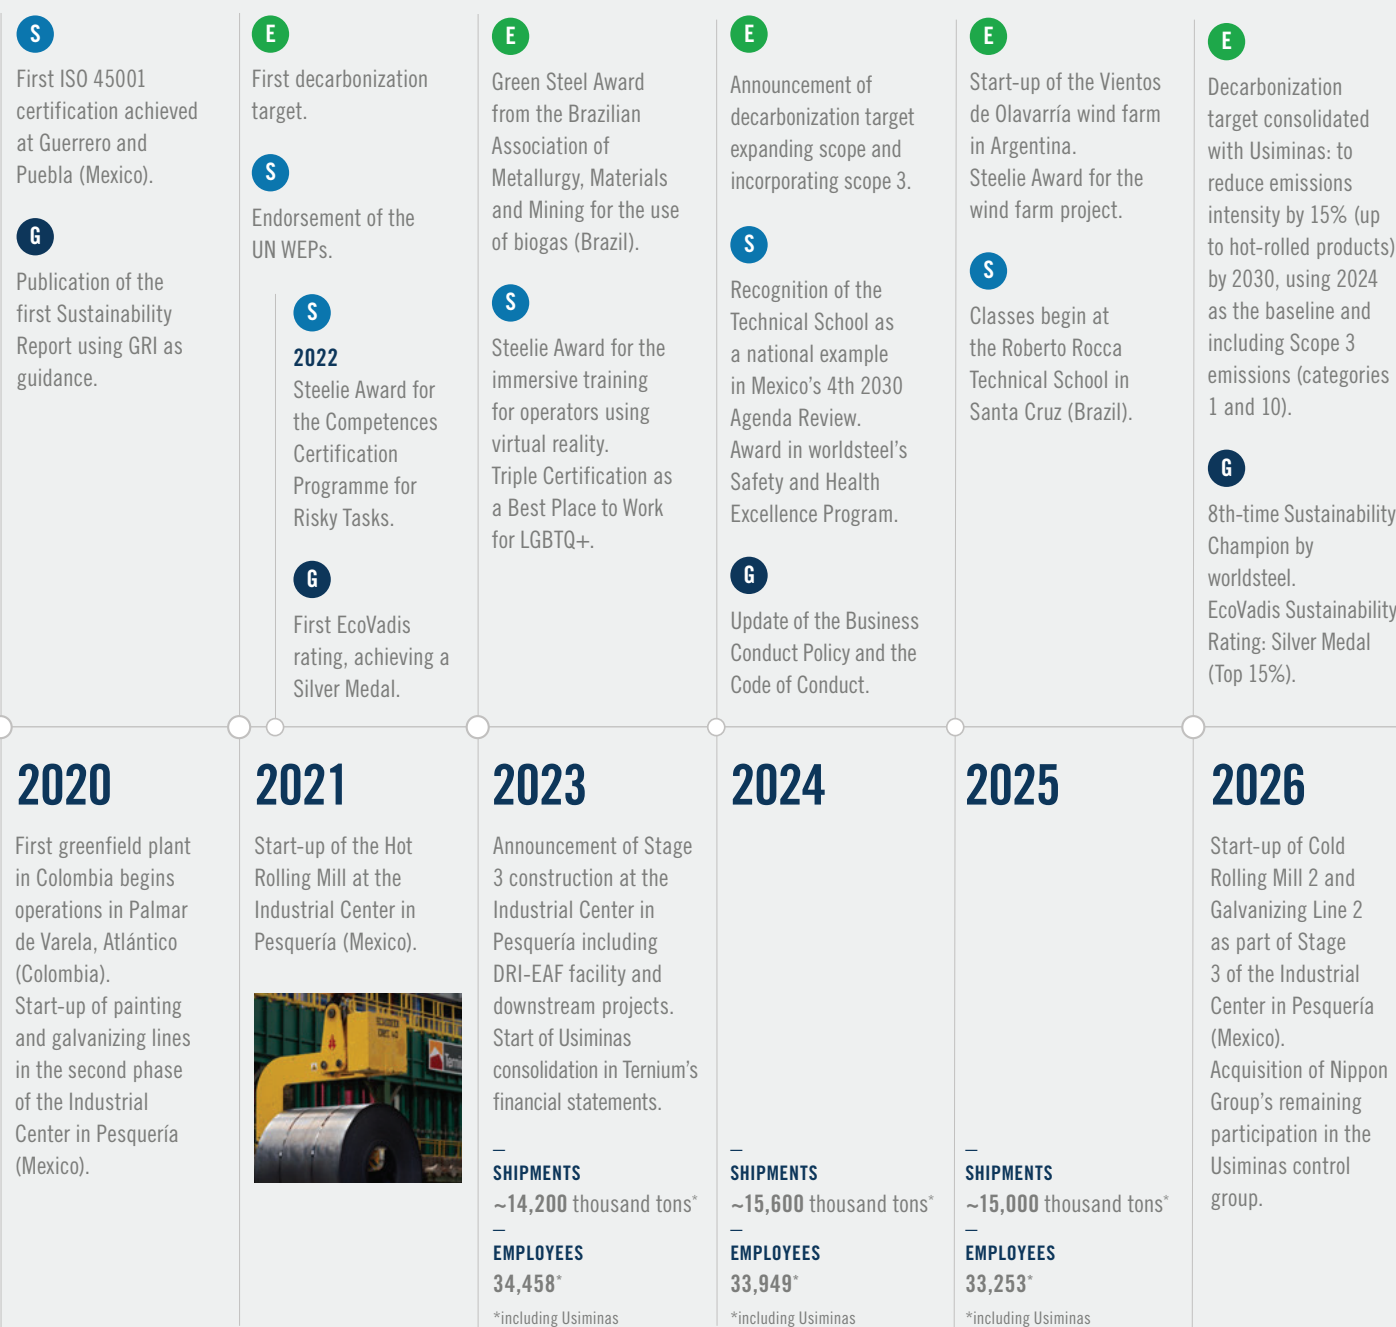 S
First ISO 45001
certification achieved
at Guerrero and
Puebla (Mexico).
G
Publication of the
first Sustainability
Report using GRI as
guidance.
E
First decarbonization
target.
S
Endorsement of the
UN WEPs.
S
2022
Steelie Award for
the Competences
Certification
Programme for
Risky Tasks.
G
First EcoVadis
rating, achieving a
Silver Medal.
E
Green Steel Award
from the Brazilian
Association of
Metallurgy, Materials
and Mining for the use
of biogas (Brazil).
S
Steelie Award for the
immersive training
for operators using
virtual reality.
Triple Certification as
a Best Place to Work
for LGBTQ+.
E
Announcement of
decarbonization target
expanding scope and
incorporating scope 3.
S
Recognition of the
Technical School as
a national example
in Mexico's 4th 2030
Agenda Review.
Award in worldsteel's
Safety and Health
Excellence Program.
G
Update of the Business
Conduct Policy and the
Code of Conduct.
E
Start-up of the Vientos
de Olavarría wind farm
in Argentina.
Steelie Award for the
wind farm project.
S
Classes begin at
the Roberto Rocca
Technical School in
Santa Cruz (Brazil).
E
Decarbonization
target consolidated
with Usiminas: to
reduce emissions
intensity by 15% (up
to hot-rolled products)
by 2030, using 2024
as the baseline and
including Scope 3
emissions (categories
1 and 10).
G
8th-time Sustainability
Champion by
worldsteel.
EcoVadis Sustainability
Rating: Silver Medal
(Top 15%).
2020
First greenfield plant
in Colombia begins
operations in Palmar
de Varela, Atlántico
(Colombia).
Start-up of painting
and galvanizing lines
in the second phase
of the Industrial
Center in Pesquería
(Mexico).
2021
Start-up of the Hot
Rolling Mill at the
Industrial Center in
Pesquería (Mexico).
2023
Announcement of Stage
3 construction at the
Industrial Center in
Pesquería including
DRI-EAF facility and
downstream projects.
Start of Usiminas
consolidation in Ternium's
financial statements.
SHIPMENTS
~14,200 thousand tons*
EMPLOYEES
34,458*
*including Usiminas
2024
SHIPMENTS
~15,600 thousand tons*
EMPLOYEES
33,949*
*including Usiminas
2025
SHIPMENTS
~15,000 thousand tons*
EMPLOYEES
33,253*
*including Usiminas
2026
Start-up of Cold
Rolling Mill 2 and
Galvanizing Line 2
as part of Stage
3 of the Industrial
Center in Pesquería
(Mexico).
Acquisition of Nippon
Group's remaining
participation in the
Usiminas control
group.